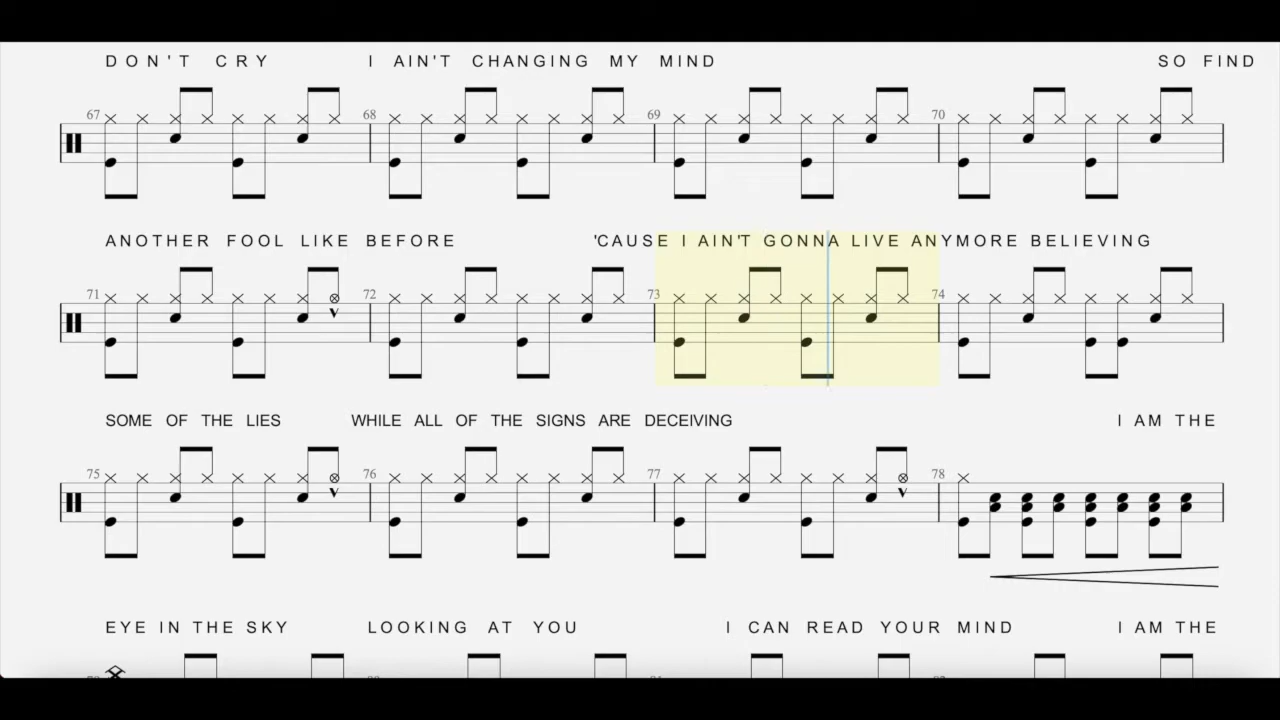 DON'T CRY I AIN'T CHANGING MY MIND SO FIND
67 68 69 70
ANOTHER FOOL LIKE BEFORE 'CAUSE I AIN'T GONNA LIVE ANYMORE BELIEVING
71 72 73 74
SOME OF THE LIES WHILE ALL OF THE SIGNS ARE DECEIVING I AM THE
75 76 77 78
EYE IN THE SKY LOOKING AT YOU I CAN READ YOUR MIND I AM THE